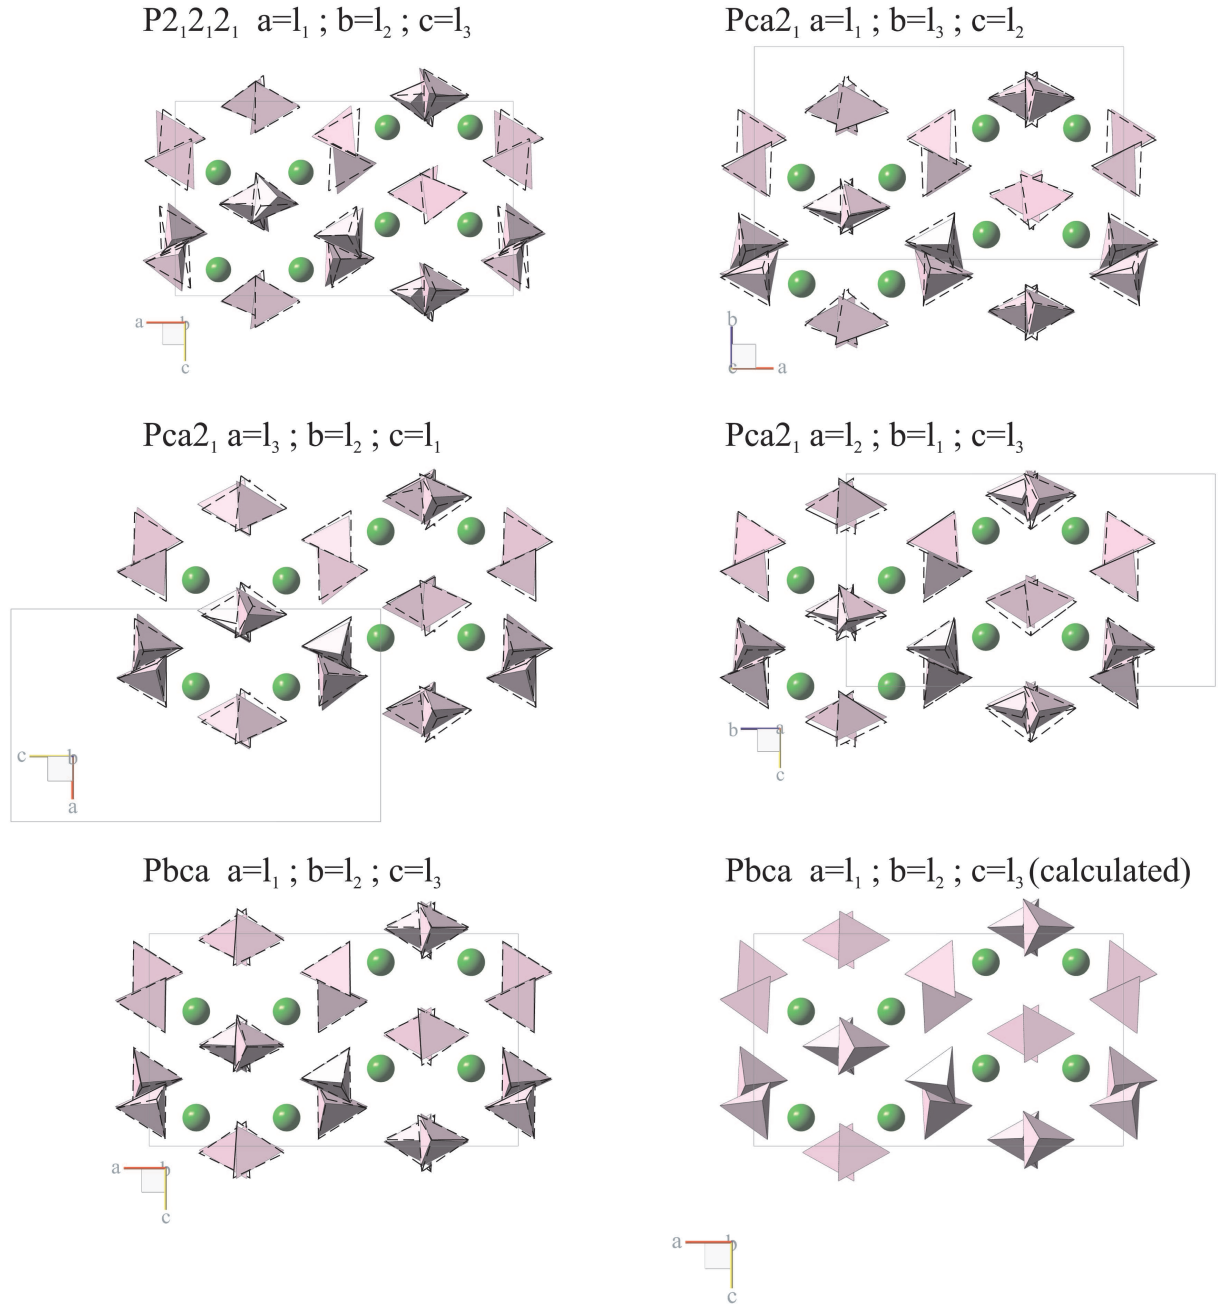 P2₁2₁2₁ a=l₁ ; b=l₂ ; c=l₃
Pca2₁ a=l₁ ; b=l₃ ; c=l₂
a b
c
b
c a
Pca2₁ a=l₃ ; b=l₂ ; c=l₁
Pca2₁ a=l₂ ; b=l₁ ; c=l₃
c b
a
b a
c
Pbca a=l₁ ; b=l₂ ; c=l₃
Pbca a=l₁ ; b=l₂ ; c=l₃ (calculated)
a b
c
a b
c